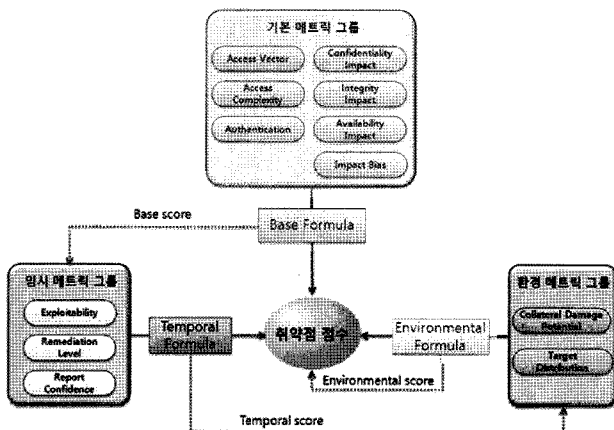 기본 메트릭 그룹
Access Vector
Confidentiality
Impact
Access
Complexity
Integrity
Impact
Authentication
Availability
Impact
Impact Bias
Base score
Base Formula
임시 메트릭 그룹
Exploitability
Remediation
Level
Report
Confidence
Temporal
Formula
취약점 점수
Environmental
Formula
환경 메트릭 그룹
Collateral Damage
Potential
Target
Distribution
Environmental score
Temporal score